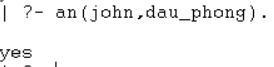 | ?- an(john,dau_phong).
yes